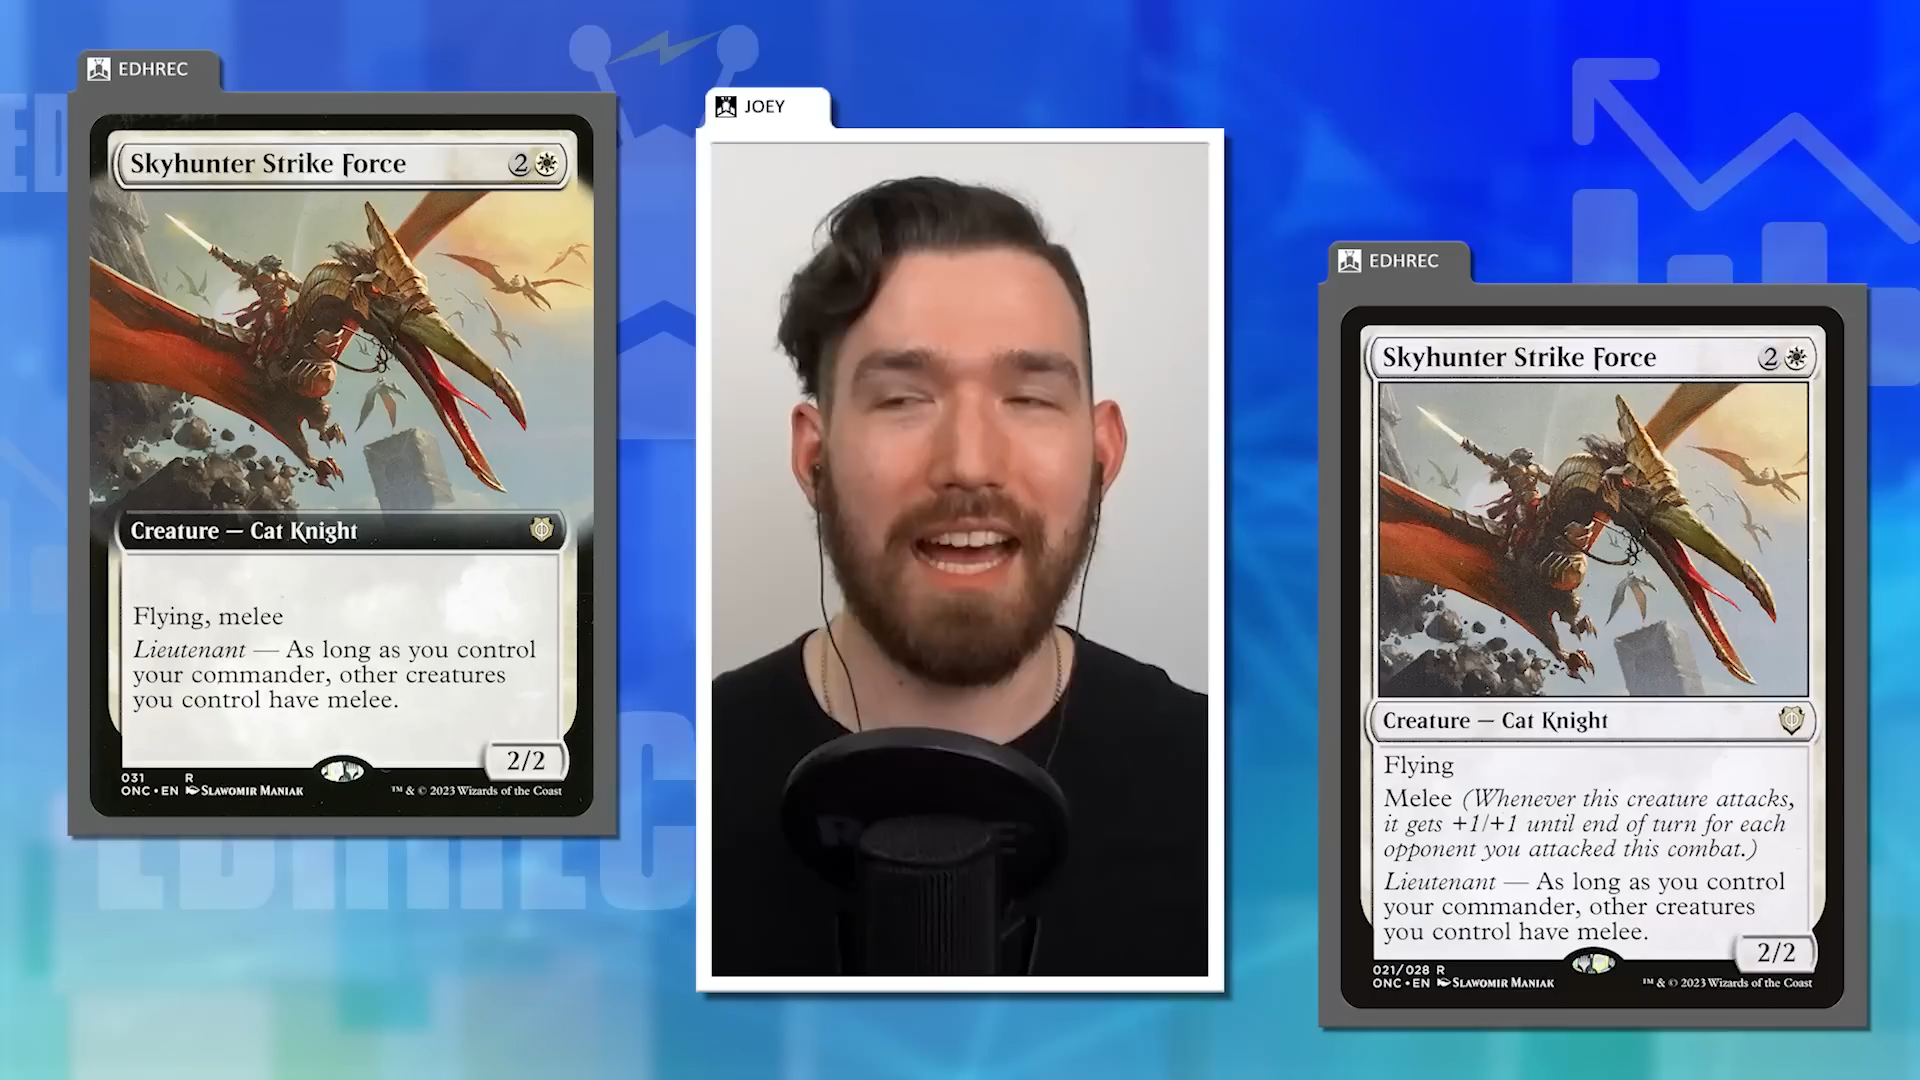 EDHREC
Skyhunter Strike Force 2
Creature — Cat Knight
Flying, melee
Lieutenant — As long as you control
your commander, other creatures
you control have melee.
2/2
031 R
ONC • EN SLAWOMIR MANIAK
™ & © 2023 Wizards of the Coast
JOEY
EDHREC
Skyhunter Strike Force 2
Creature — Cat Knight
Flying
Melee (Whenever this creature attacks,
it gets +1/+1 until end of turn for each
opponent you attacked this combat.)
Lieutenant — As long as you control
your commander, other creatures
you control have melee.
2/2
021/028 R
ONC • EN SLAWOMIR MANIAK
™ & © 2023 Wizards of the Coast
EDHREC